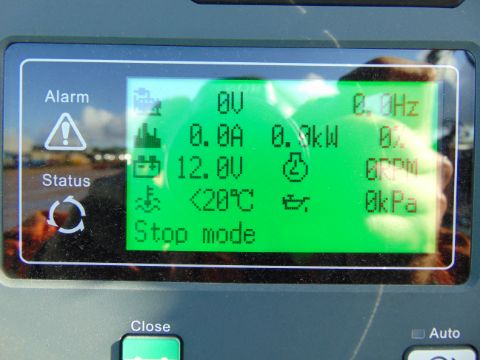 Alarm
Status
0V 0.0Hz
0.0A 0.0kW 0%
12.0V 0RPM
<20℃ 0kPa
Stop mode
Close
Auto